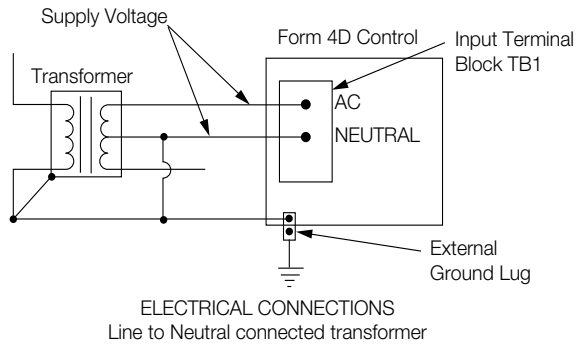 Supply Voltage
Form 4D Control
Input Terminal
Block TB1
Transformer
AC
NEUTRAL
External
Ground Lug
ELECTRICAL CONNECTIONS
Line to Neutral connected transformer